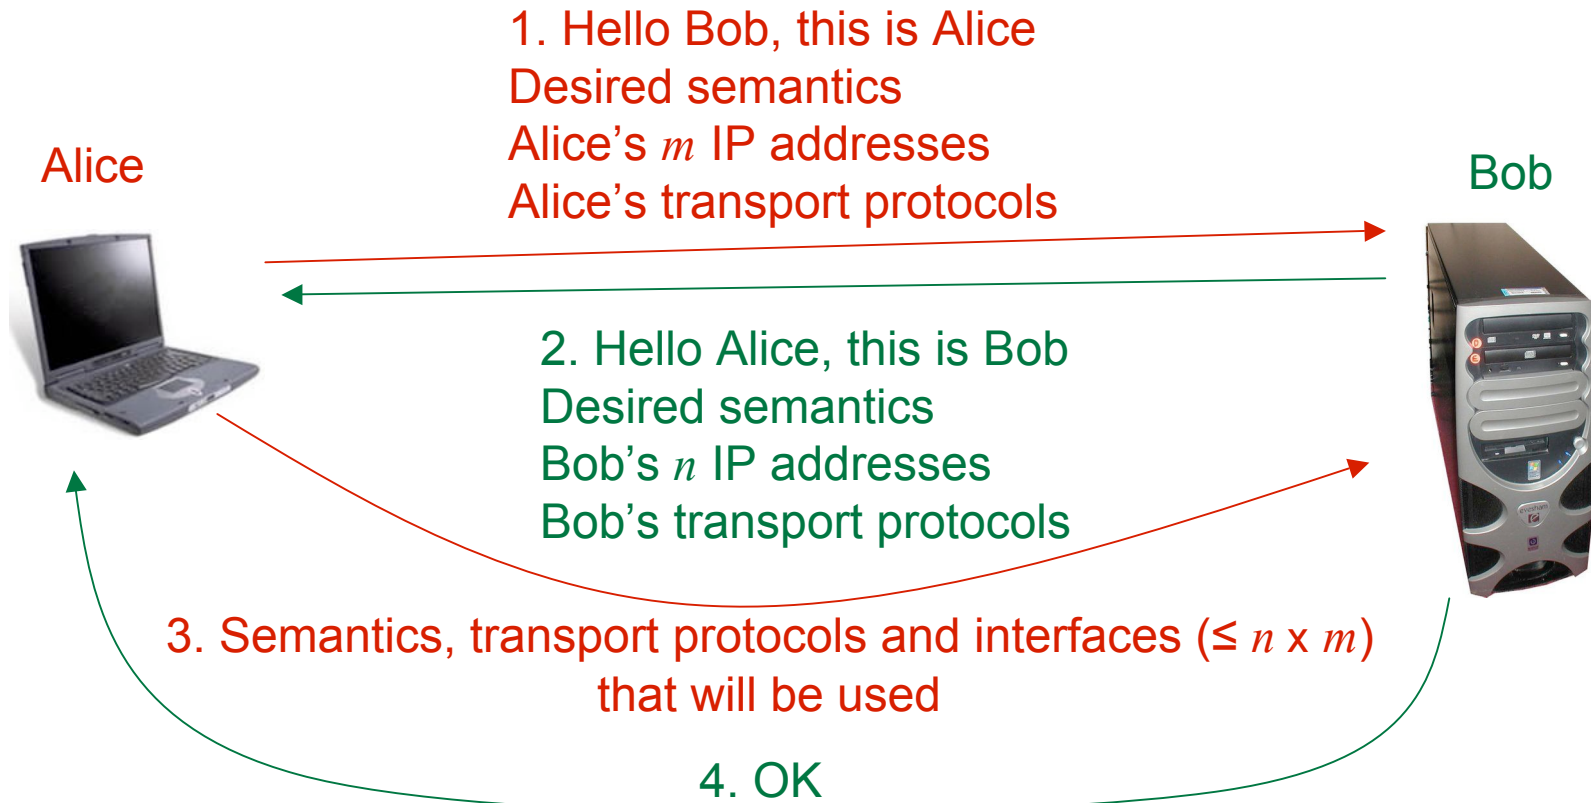 1. Hello Bob, this is Alice
Desired semantics
Alice’s m IP addresses
Alice’s transport protocols
Alice
Bob
2. Hello Alice, this is Bob
Desired semantics
Bob’s n IP addresses
Bob’s transport protocols
3. Semantics, transport protocols and interfaces (≤ n x m)
that will be used
4. OK